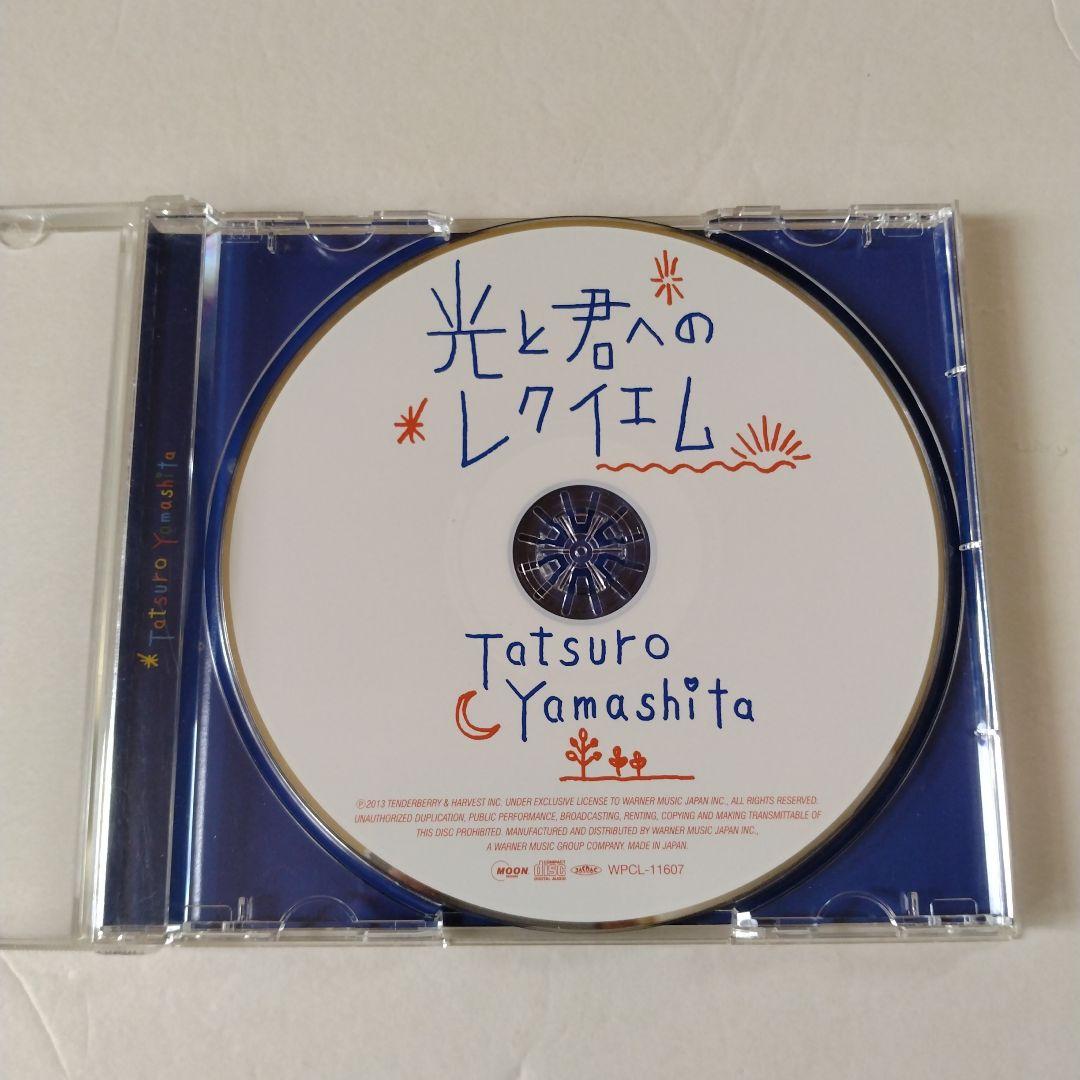 光と君への
レクイエム
Tatsuro
Yamashita
Ⓟ2013 TENDERBERRY & HARVEST INC. UNDER EXCLUSIVE LICENSE TO WARNER MUSIC JAPAN INC., ALL RIGHTS RESERVED.
UNAUTHORIZED DUPLICATION, PUBLIC PERFORMANCE, BROADCASTING, RENTING, COPYING AND MAKING TRANSMITTABLE OF
THIS DISC PROHIBITED. MANUFACTURED AND DISTRIBUTED BY WARNER MUSIC JAPAN INC.,
A WARNER MUSIC GROUP COMPANY. MADE IN JAPAN.
MOON COMPACT disc DIGITAL AUDIO JASRAC WPCL-11607
Tatsuro Yamashita